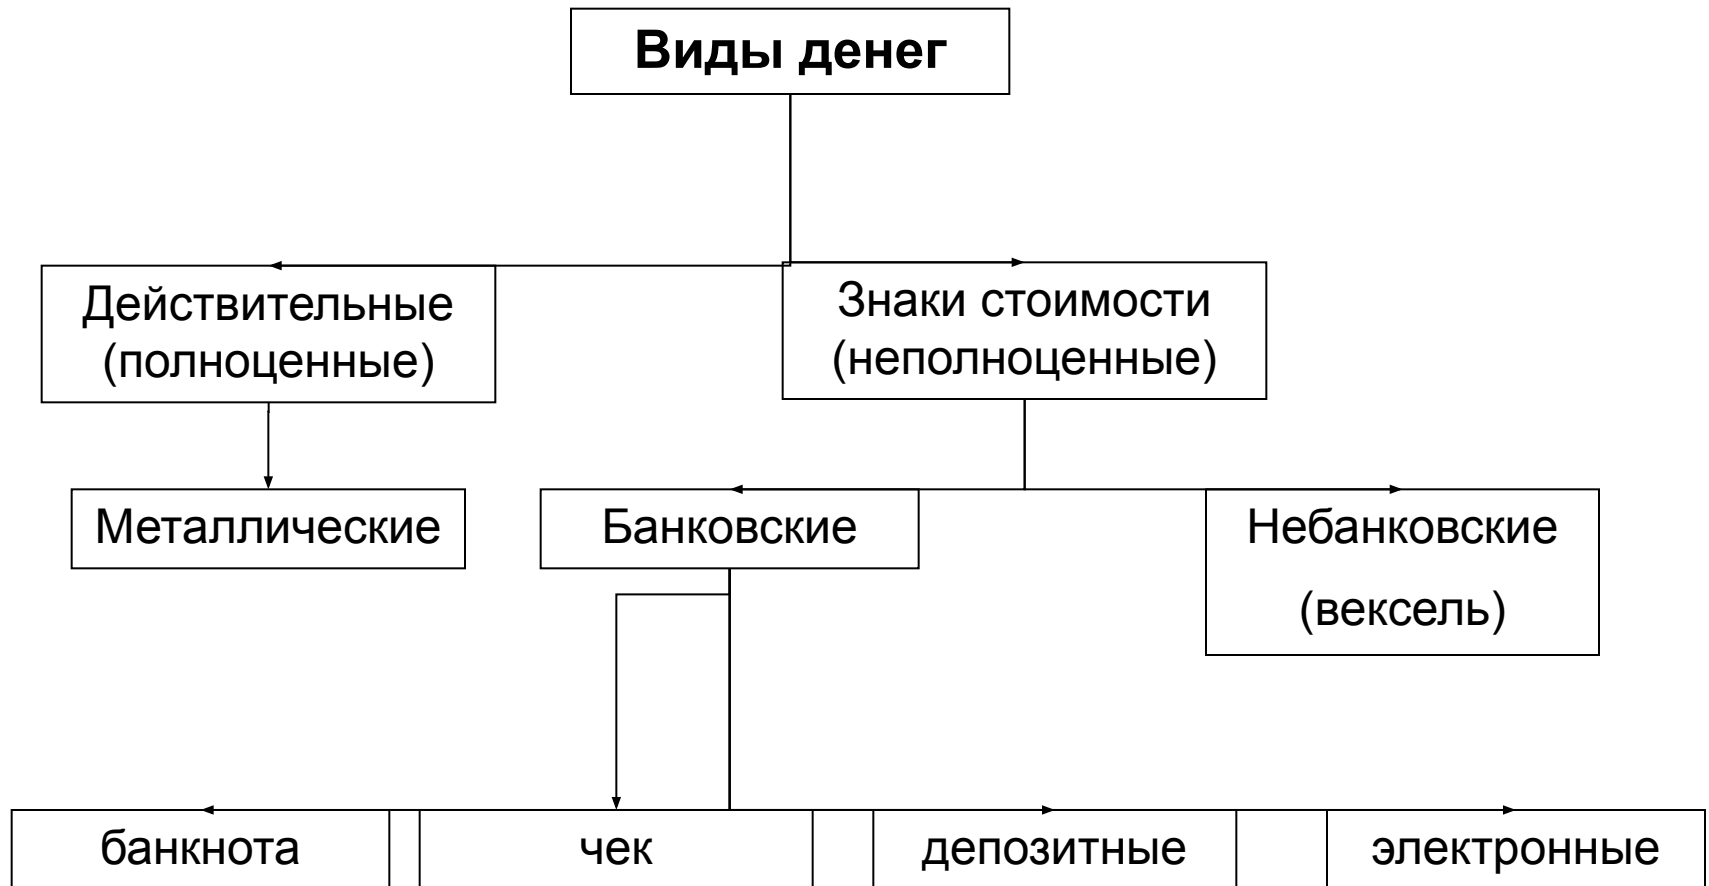 Виды денег
Действительные
(полноценные)
Знаки стоимости
(неполноценные)
Металлические
Банковские
Небанковские
(вексель)
банкнота
чек
депозитные
электронные